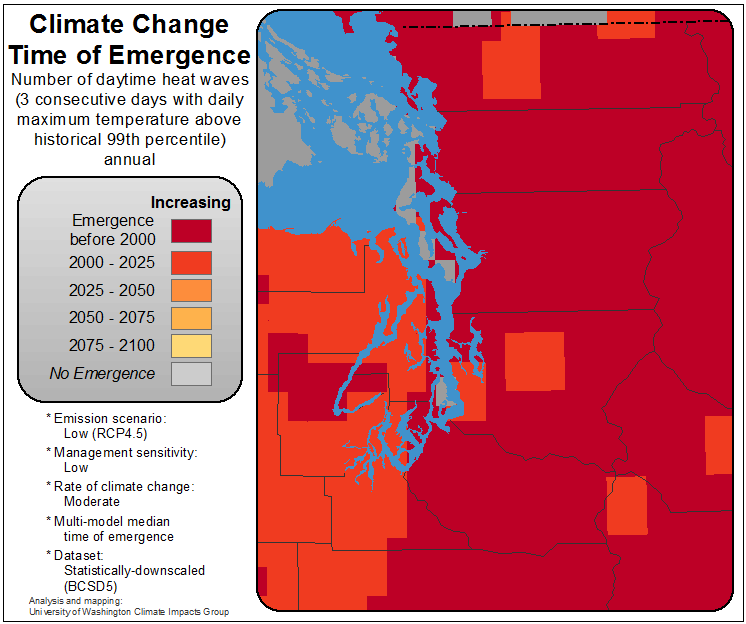 Climate Change
Time of Emergence
Number of daytime heat waves
(3 consecutive days with daily
maximum temperature above
historical 99th percentile)
annual
Increasing
Emergence
before 2000
2000 - 2025
2025 - 2050
2050 - 2075
2075 - 2100
No Emergence
* Emission scenario:
Low (RCP4.5)
* Management sensitivity:
Low
* Rate of climate change:
Moderate
* Multi-model median
time of emergence
* Dataset:
Statistically-downscaled
(BCSD5)
Analysis and mapping:
University of Washington Climate Impacts Group